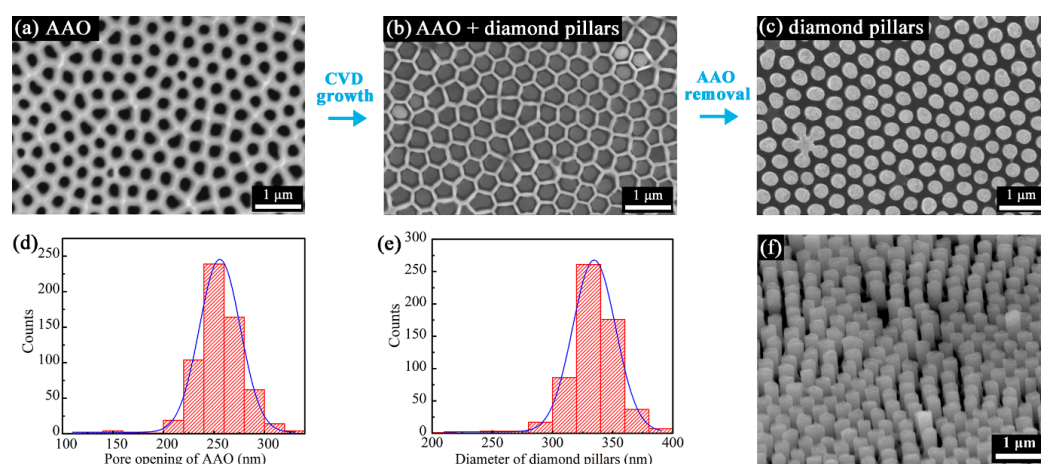 (a) AAO
(b) AAO + diamond pillars
(c) diamond pillars
CVD
growth
AAO
removal
1 μm
1 μm
1 μm
(d)
(e)
(f)
250
200
150
100
50
0
Counts
100 150 200 250 300
Pore opening of AAO (nm)
300
250
200
150
100
50
0
Counts
200 250 300 350 400
Diameter of diamond pillars (nm)
1 μm